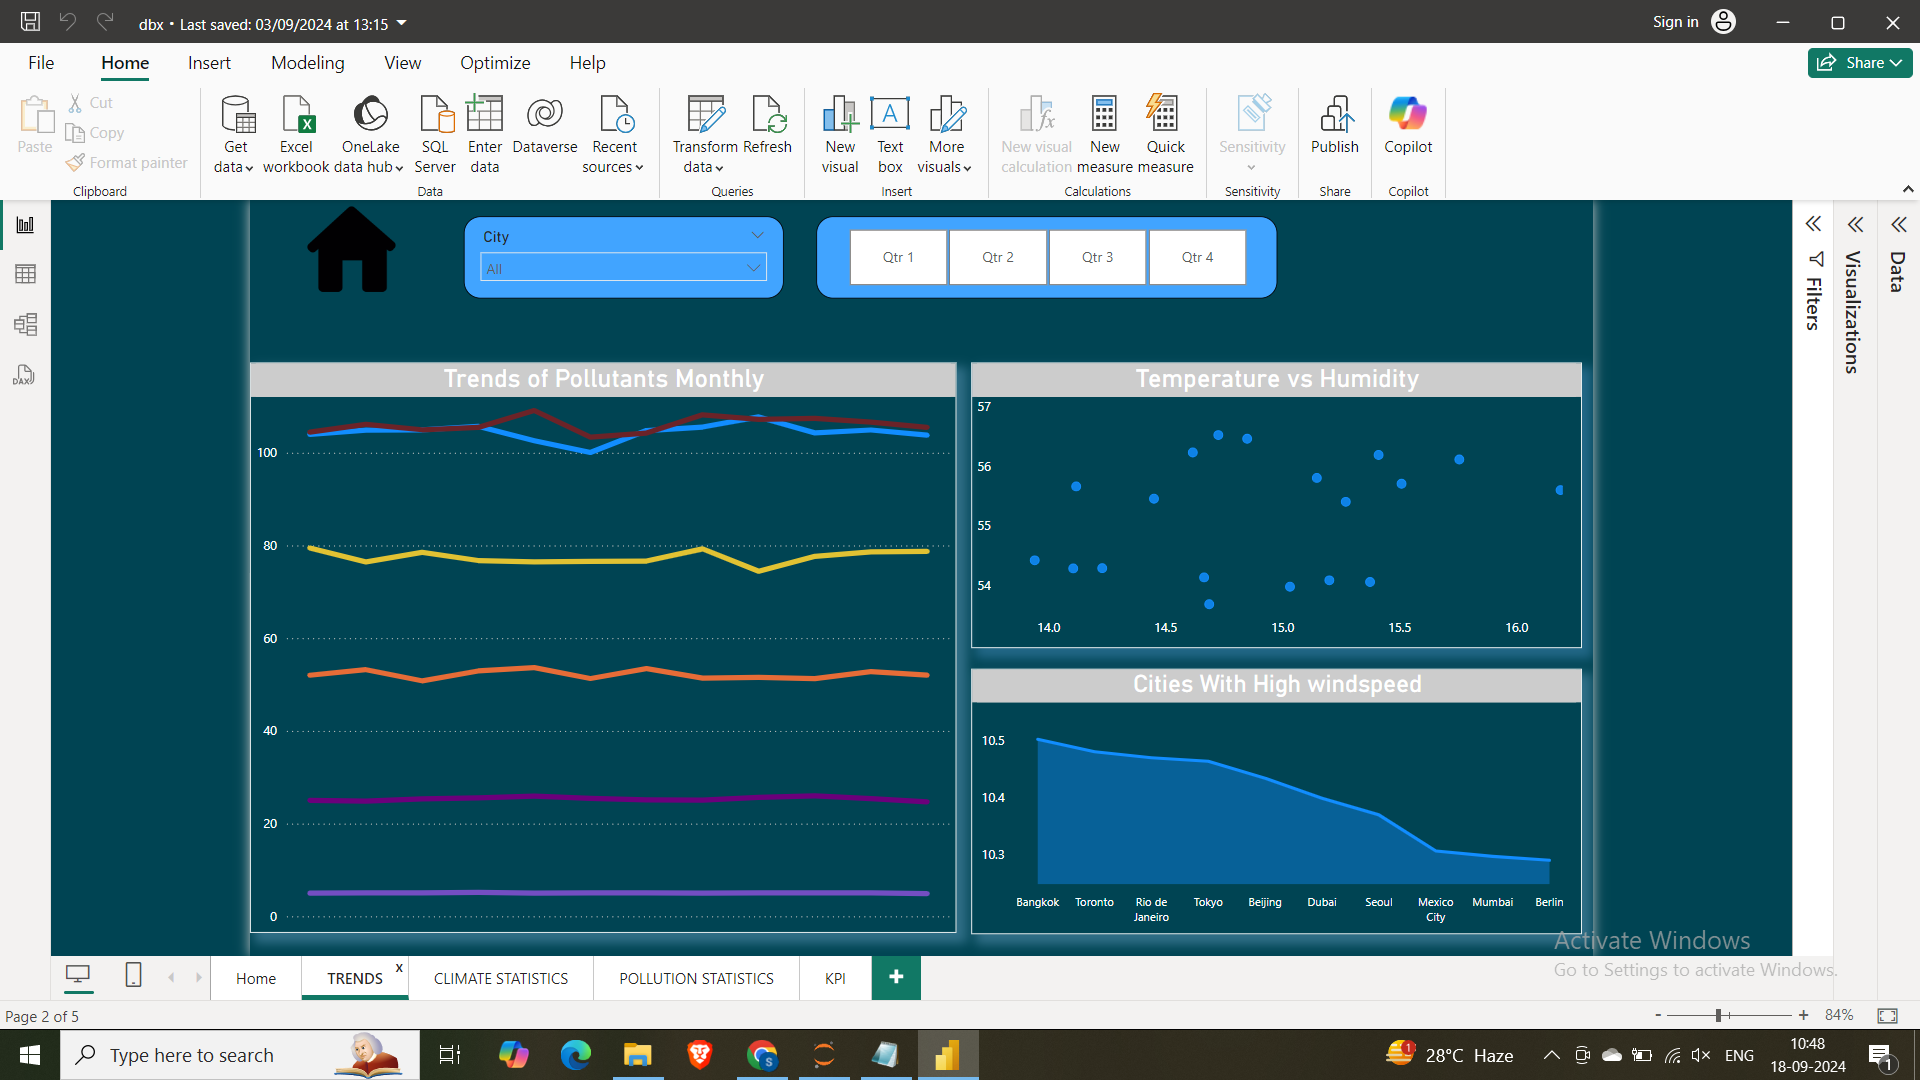 dbx • Last saved: 03/09/2024 at 13:15
Sign in
File Home Insert Modeling View Optimize Help
Share
Paste
Cut
Copy
Format painter
Get data
Excel workbook
OneLake data hub
SQL Server
Enter data
Dataverse
Recent sources
Transform data
Refresh
New visual
Text box
More visuals
New visual calculation
New measure
Quick measure
Sensitivity
Publish
Copilot
Clipboard Data Queries Insert Calculations Sensitivity Share Copilot
DAX
City
All
Qtr 1 Qtr 2 Qtr 3 Qtr 4
Filters
Visualizations
Data
Trends of Pollutants Monthly
100
80
60
40
20
0
Temperature vs Humidity
57
56
55
54
14.0 14.5 15.0 15.5 16.0
Cities With High windspeed
10.5
10.4
10.3
Bangkok Toronto Rio de Janeiro Tokyo Beijing Dubai Seoul Mexico City Mumbai Berlin
Activate Windows
Go to Settings to activate Windows.
Home TRENDS x CLIMATE STATISTICS POLLUTION STATISTICS KPI +
Page 2 of 5
- + 84%
Type here to search
1
28°C Haze
ENG
10:48
18-09-2024
1